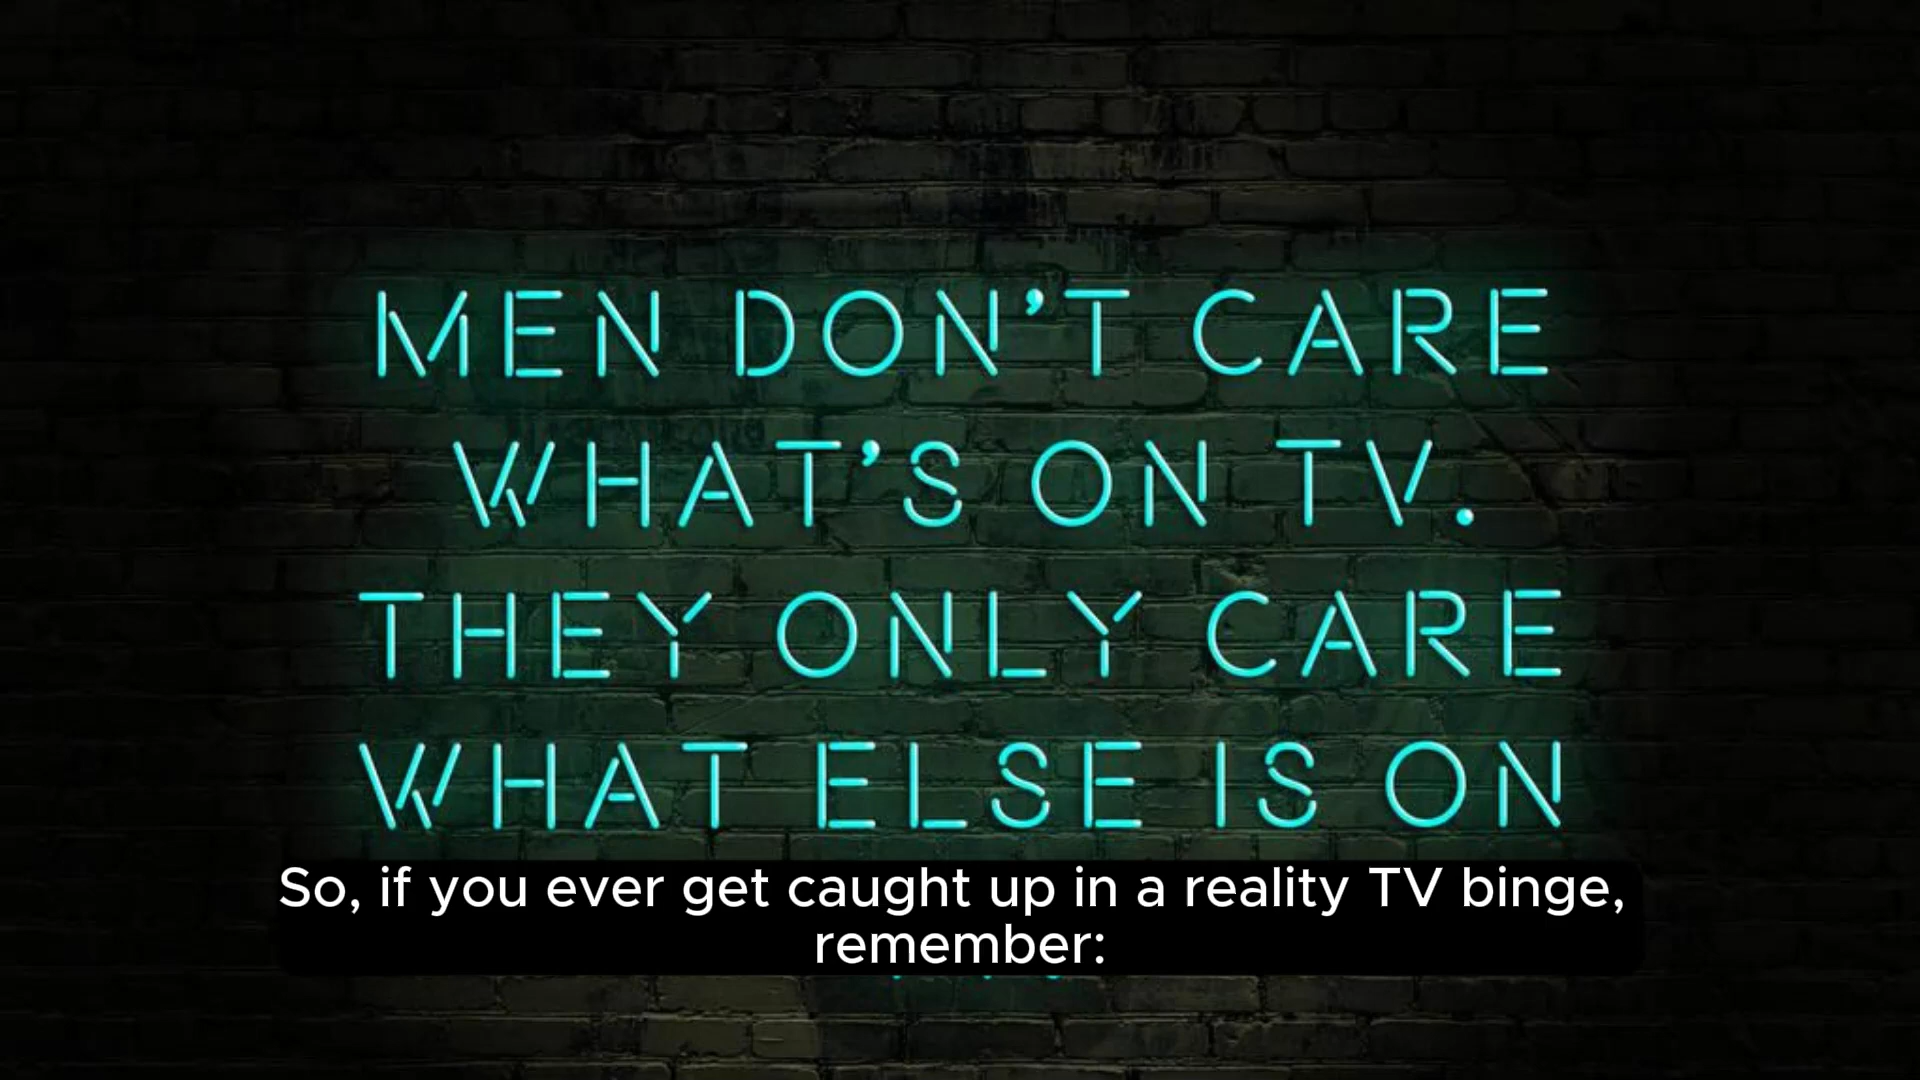 MEN DON'T CARE
WHAT'S ON TV.
THEY ONLY CARE
WHAT ELSE IS ON
So, if you ever get caught up in a reality TV binge,
remember: